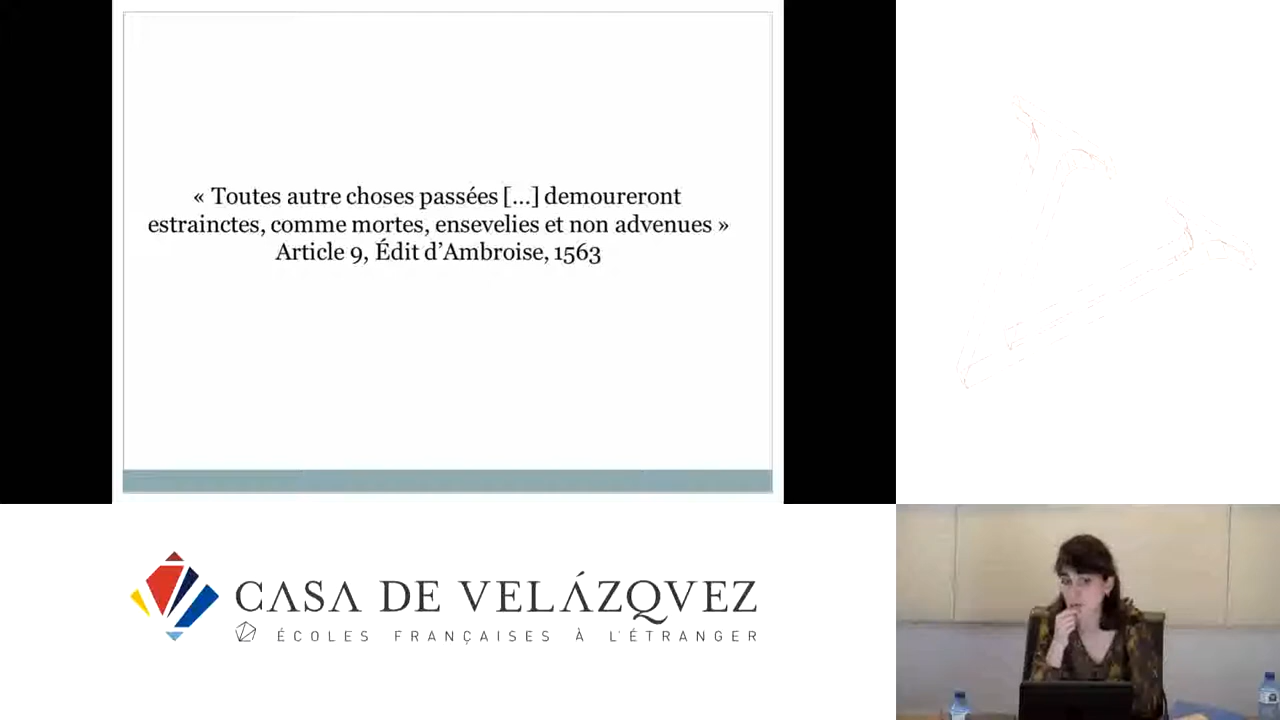 « Toutes autre choses passées [...] demoureront
estrainctes, comme mortes, ensevelies et non advenues »
Article 9, Édit d’Ambroise, 1563
CASA DE VELÁZQVEZ
ÉCOLES FRANÇAISES À L'ÉTRANGER